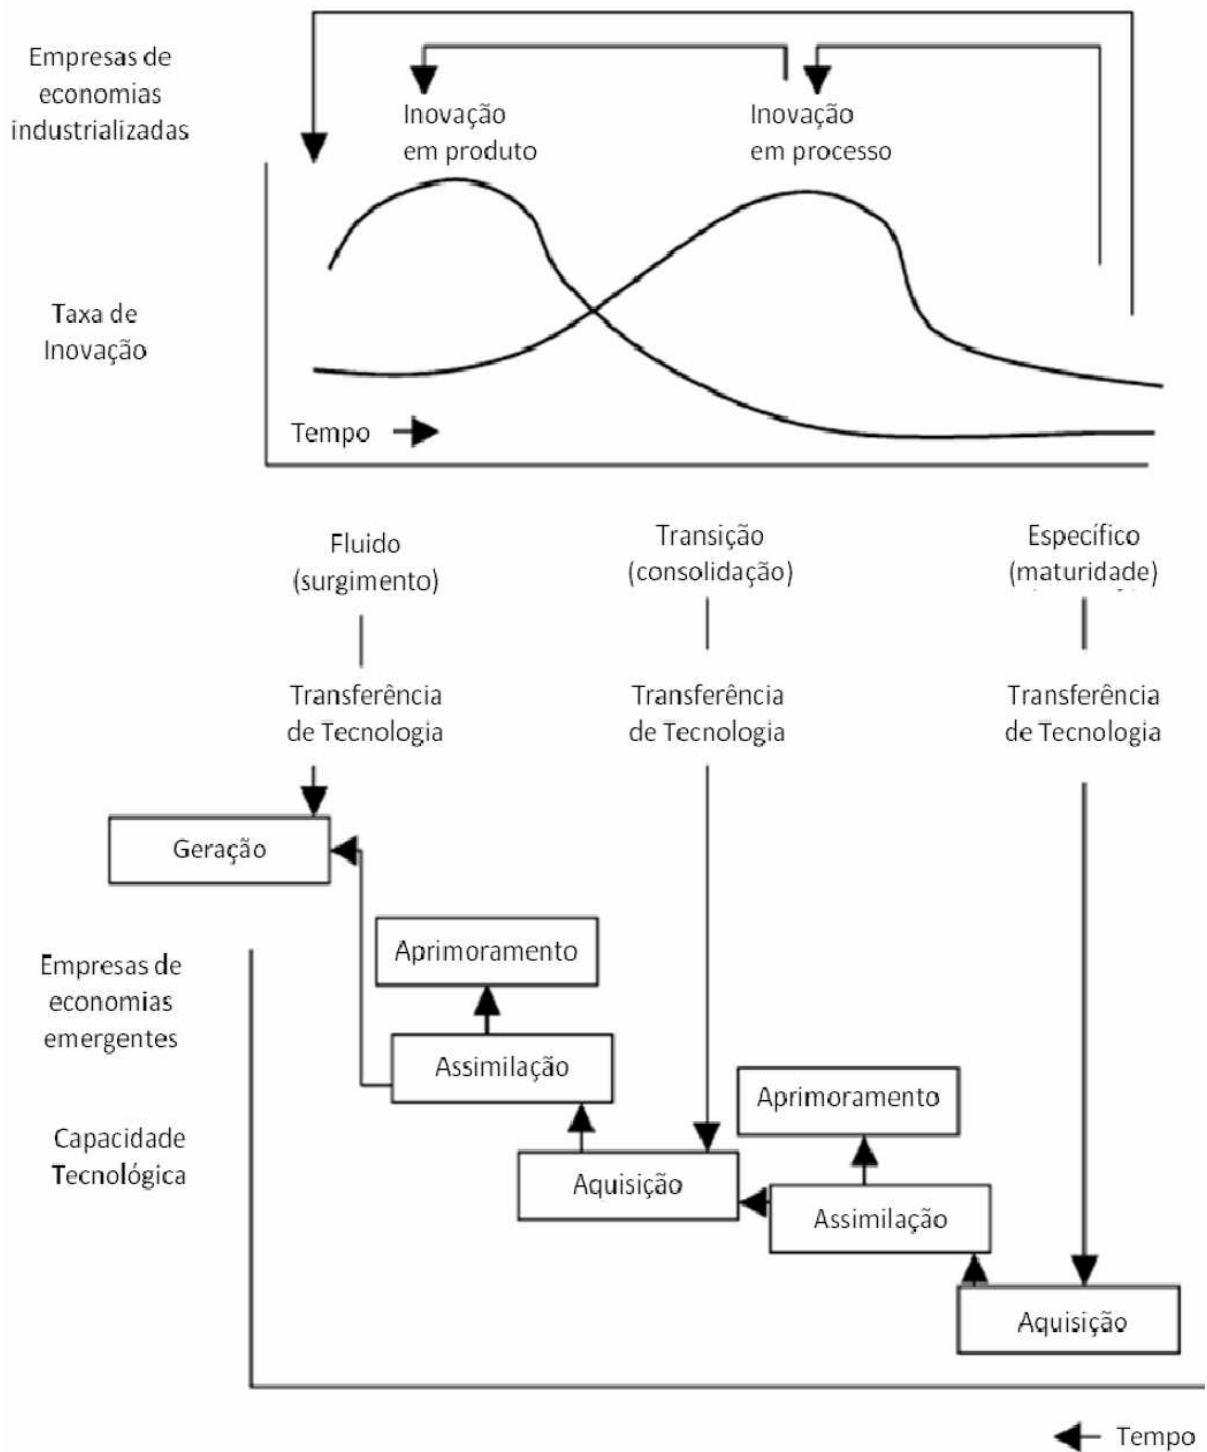 Empresas de
economias
industrializadas
Inovação
em produto
Inovação
em processo
Taxa de
Inovação
Tempo
Fluido
(surgimento)
Transição
(consolidação)
Específico
(maturidade)
Transferência
de Tecnologia
Transferência
de Tecnologia
Transferência
de Tecnologia
Geração
Aprimoramento
Empresas de
economias
emergentes
Assimilação
Aprimoramento
Capacidade
Tecnológica
Aquisição
Assimilação
Aquisição
Tempo